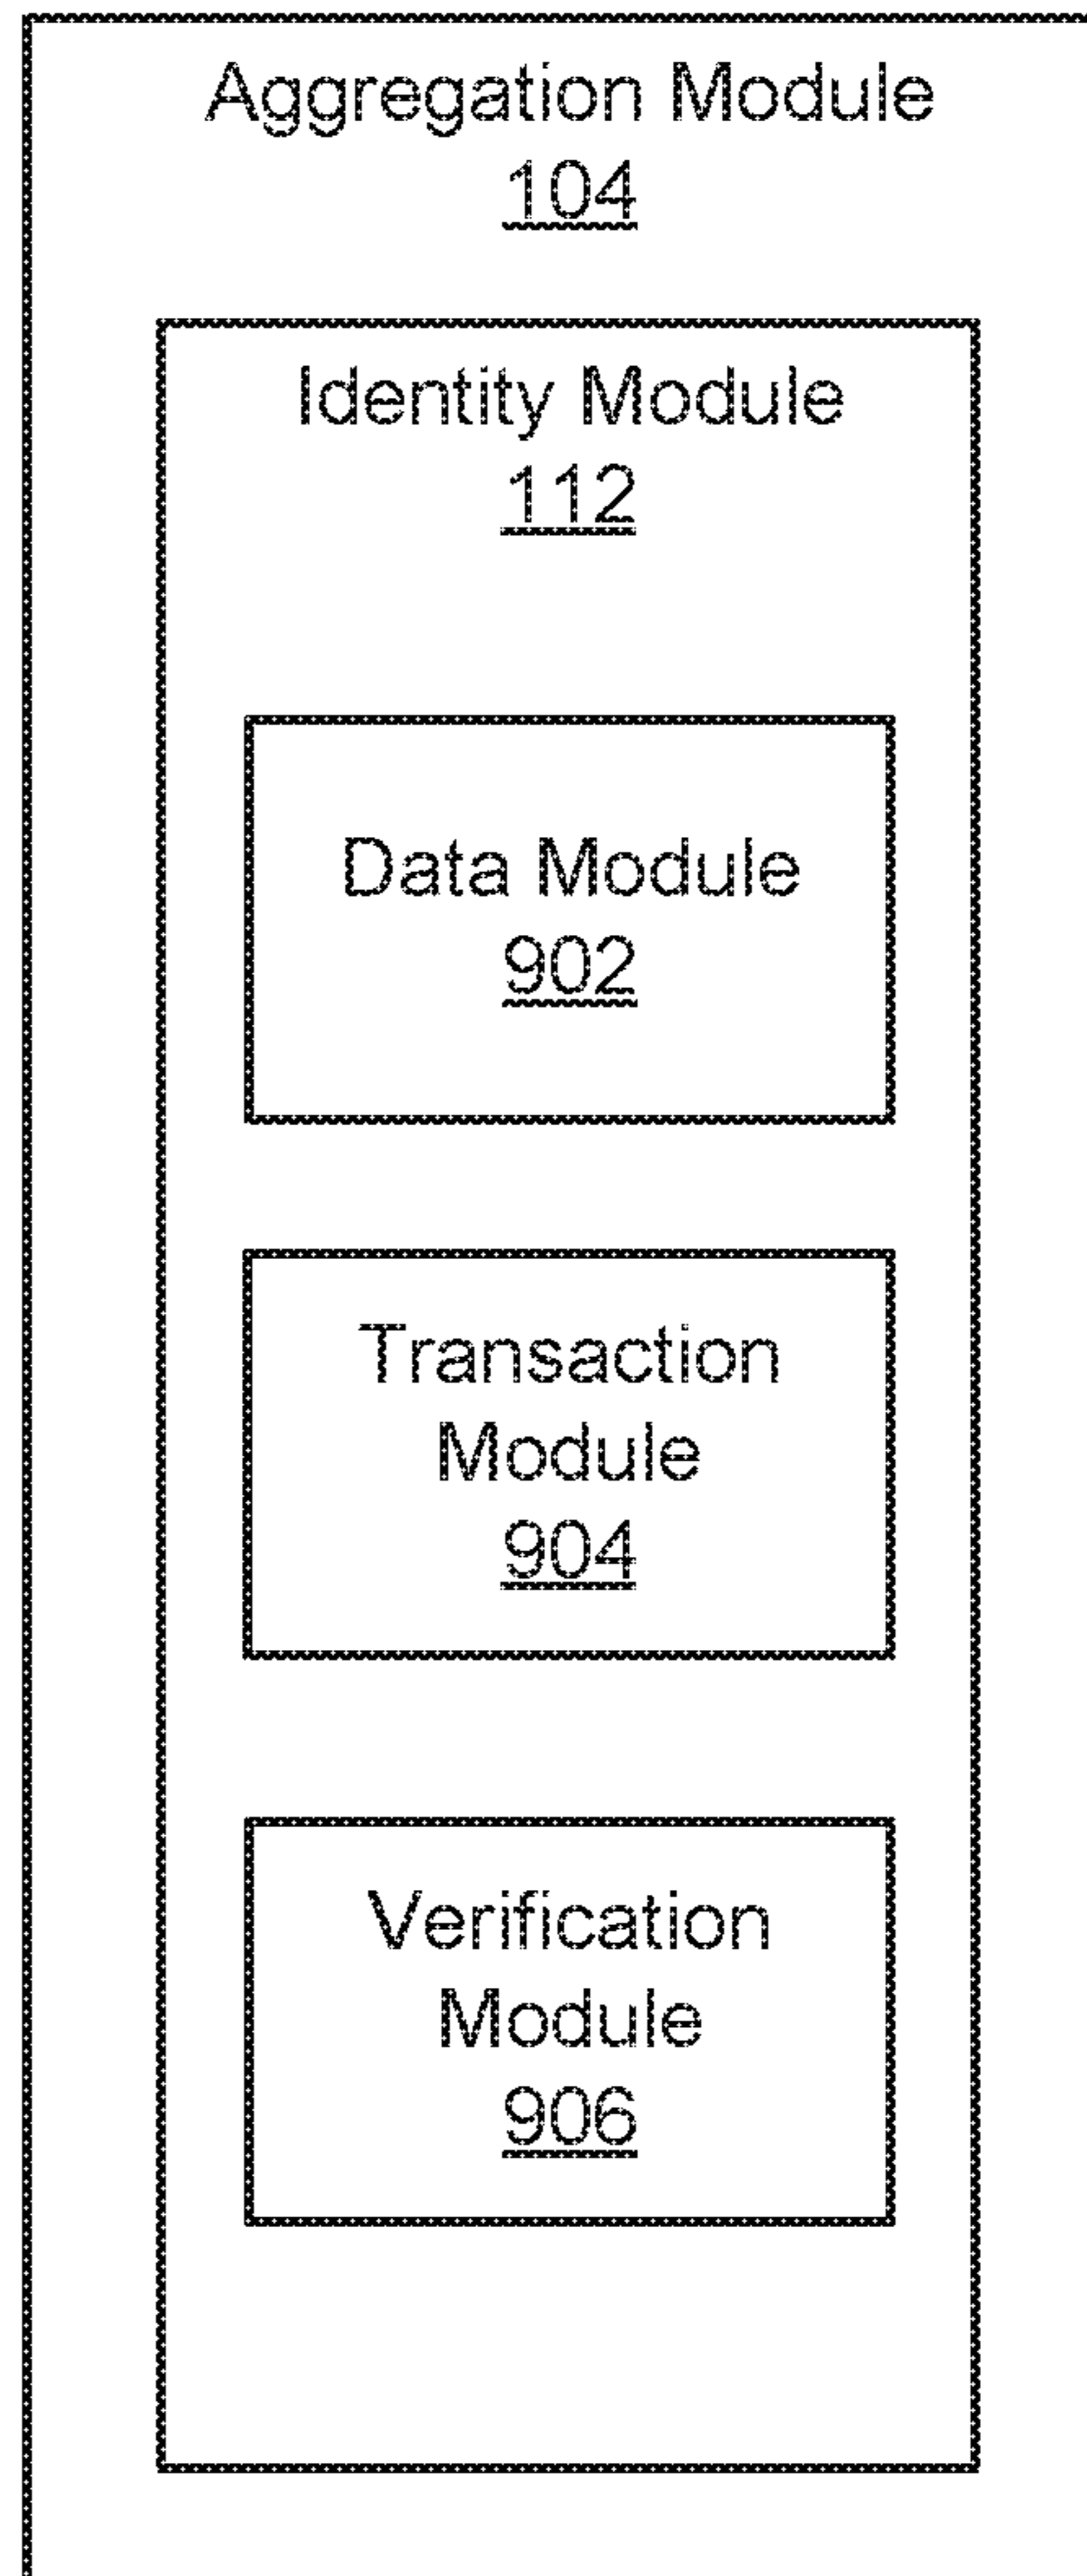 Aggregation Module
104
Identity Module
112
Data Module
902
Transaction
Module
904
Verification
Module
906